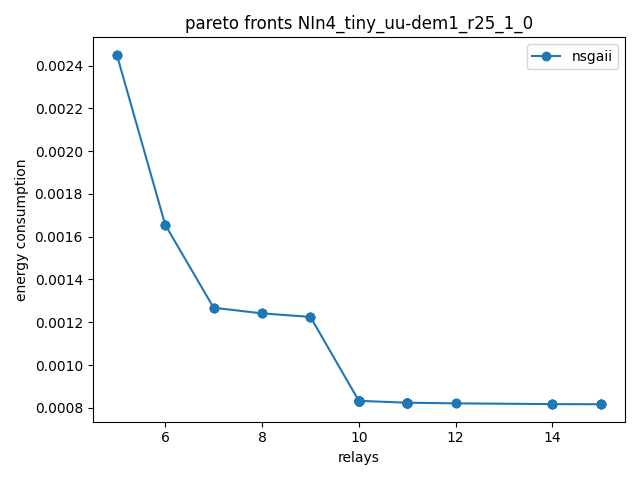 pareto fronts NIn4_tiny_uu-dem1_r25_1_0
nsgaii
energy consumption
0.0024
0.0022
0.0020
0.0018
0.0016
0.0014
0.0012
0.0010
0.0008
6 8 10 12 14
relays